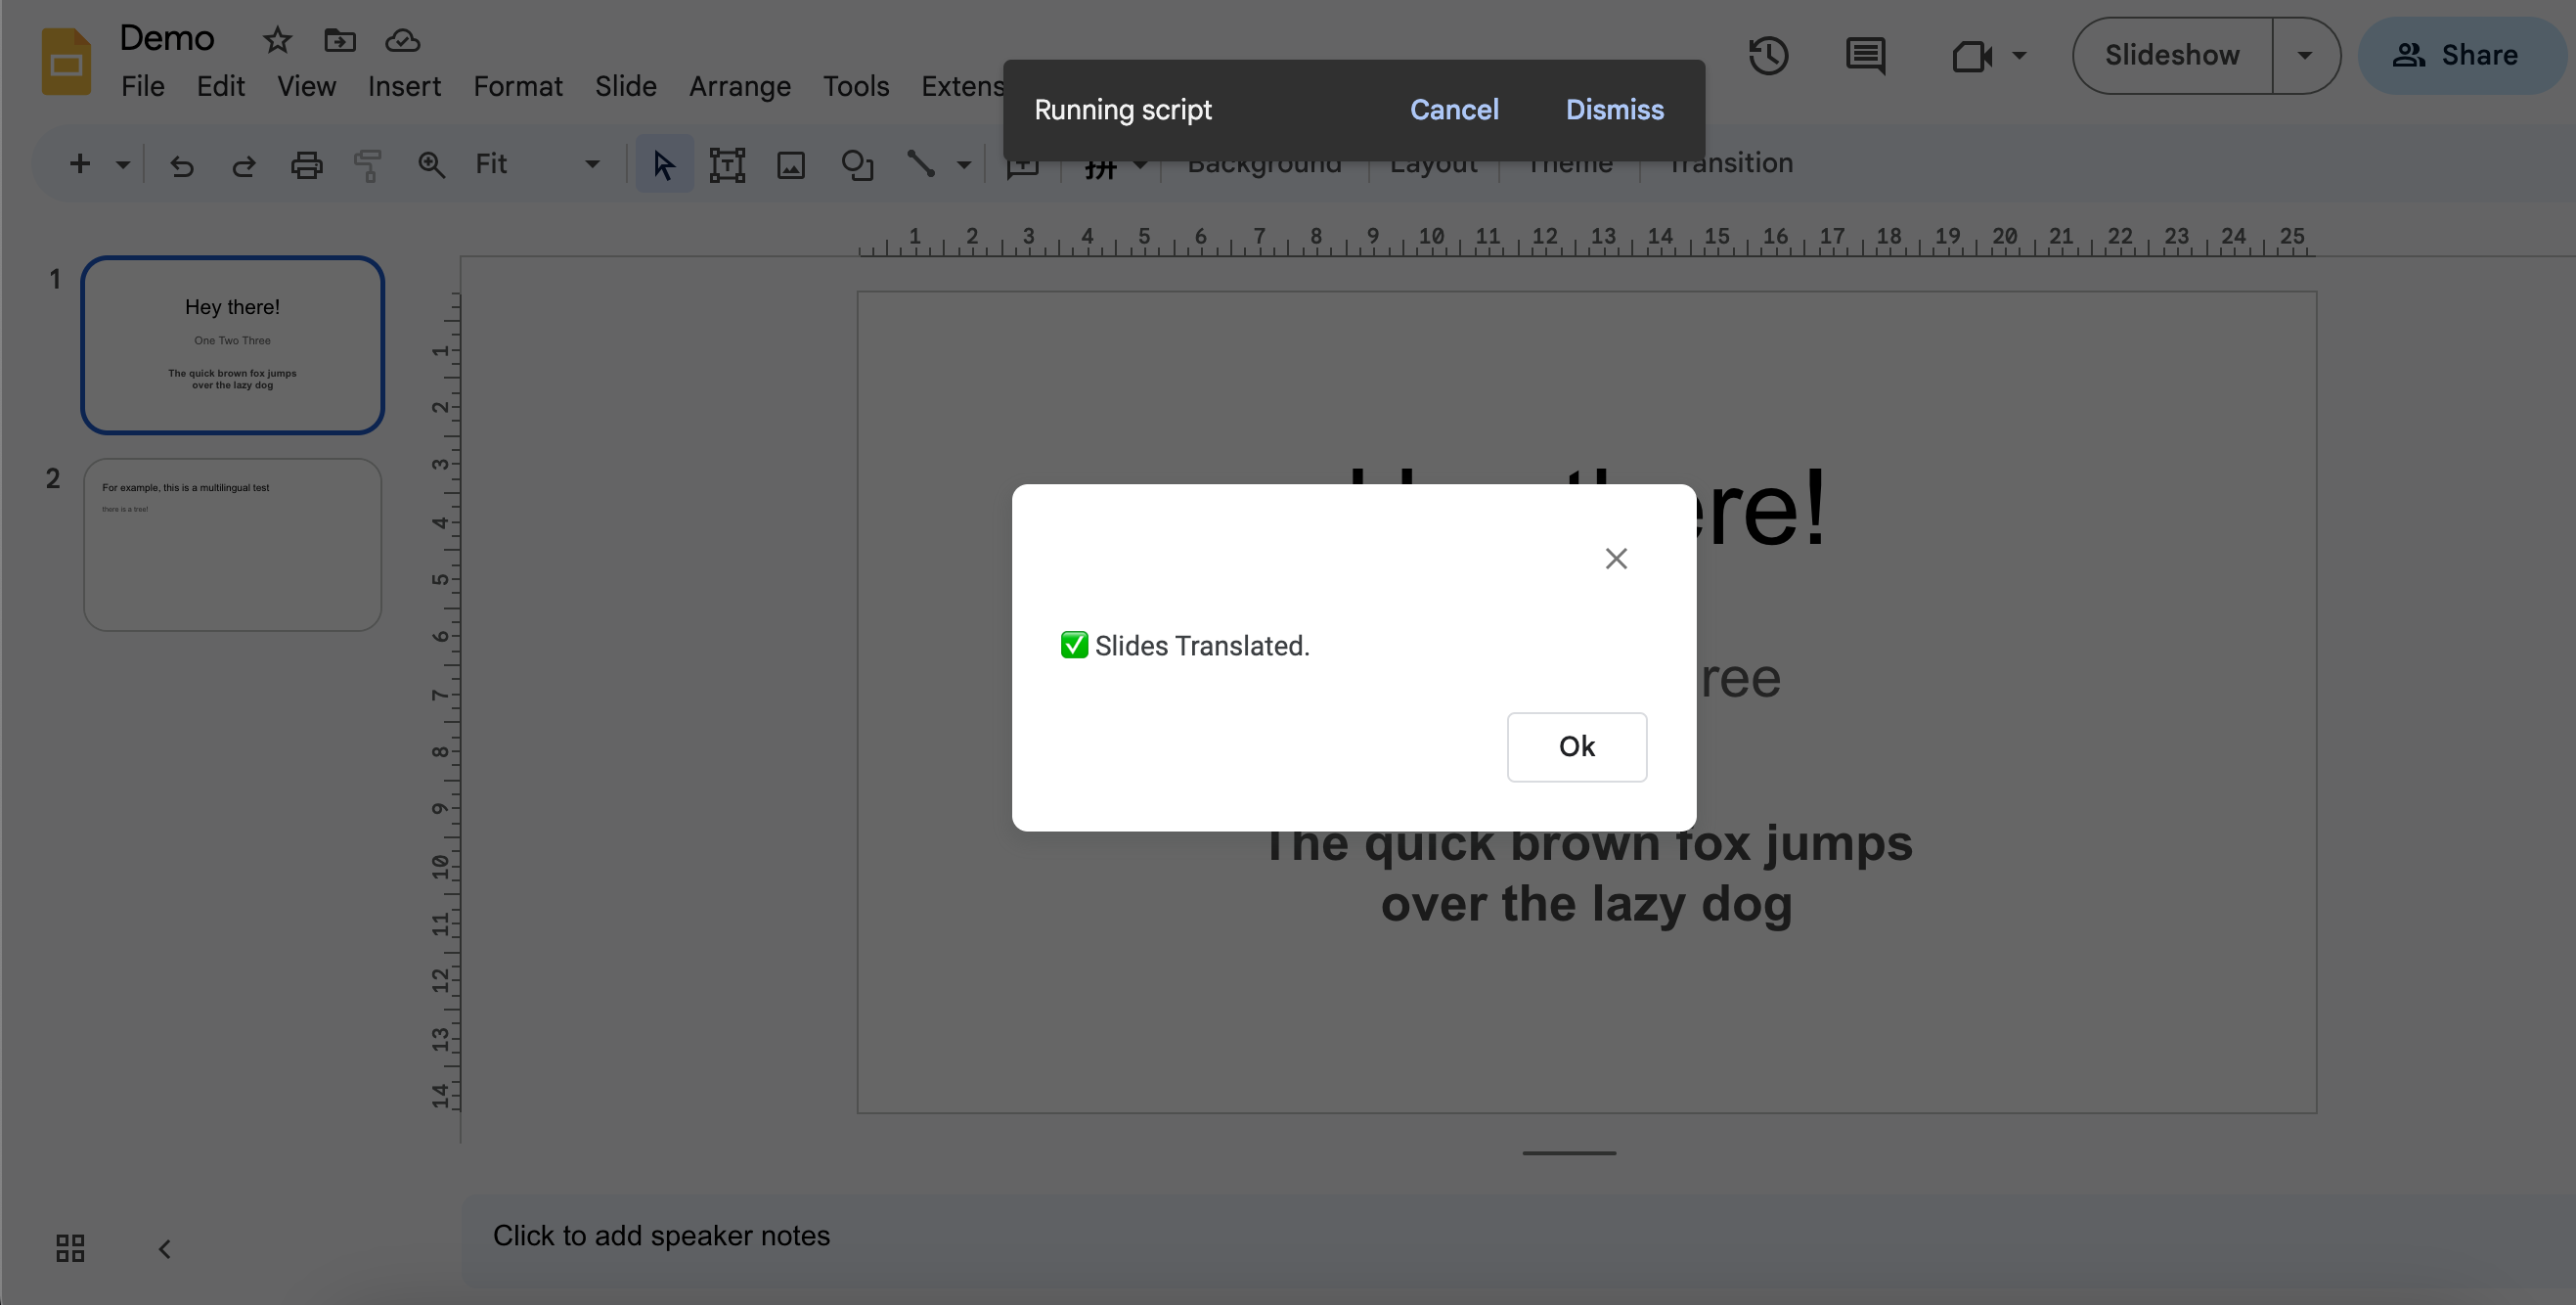 Demo
File Edit View Insert Format Slide Arrange Tools Extens
Running script Cancel Dismiss
Slideshow
Share
Fit
拼 Background Layout Theme Transition
1 2 3 4 5 6 7 8 9 10 11 12 13 14 15 16 17 18 19 20 21 22 23 24 25
1
Hey there!
One Two Three
The quick brown fox jumps
over the lazy dog
2
For example, this is a multilingual test
there is a tree!
1
2
3
4
5
6
7
8
9
10
11
12
13
14
ere!
✅ Slides Translated.
ree
Ok
The quick brown fox jumps
over the lazy dog
Click to add speaker notes